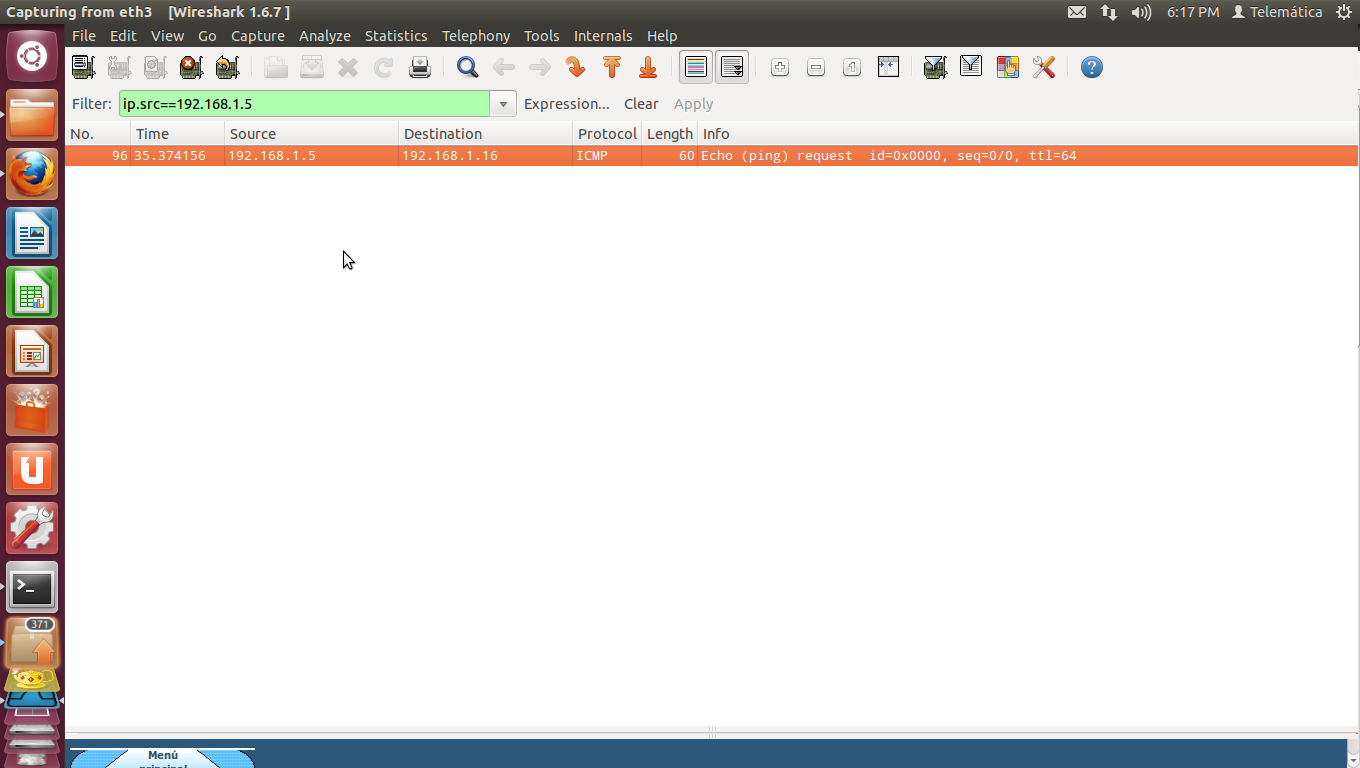 Capturing from eth3 [Wireshark 1.6.7 ]
6:17 PM Telemática
File Edit View Go Capture Analyze Statistics Telephony Tools Internals Help
Filter: ip.src==192.168.1.5 Expression... Clear Apply
No. Time Source Destination Protocol Length Info
96 35.374156 192.168.1.5 192.168.1.16 ICMP 60 Echo (ping) request id=0x0000, seq=0/0, ttl=64
371
Menú
principal